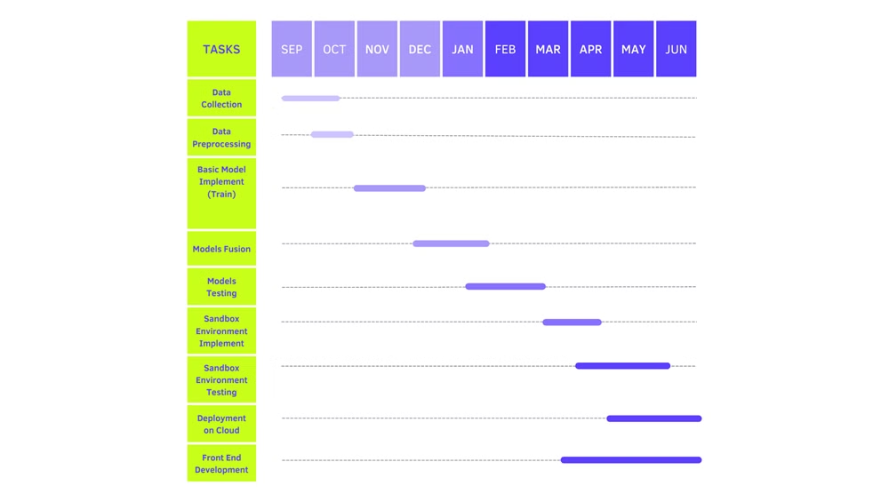 TASKS SEP OCT NOV DEC JAN FEB MAR APR MAY JUN
Data
Collection
Data
Preprocessing
Basic Model
Implement
(Train)
Models Fusion
Models
Testing
Sandbox
Environment
Implement
Sandbox
Environment
Testing
Deployment
on Cloud
Front End
Development